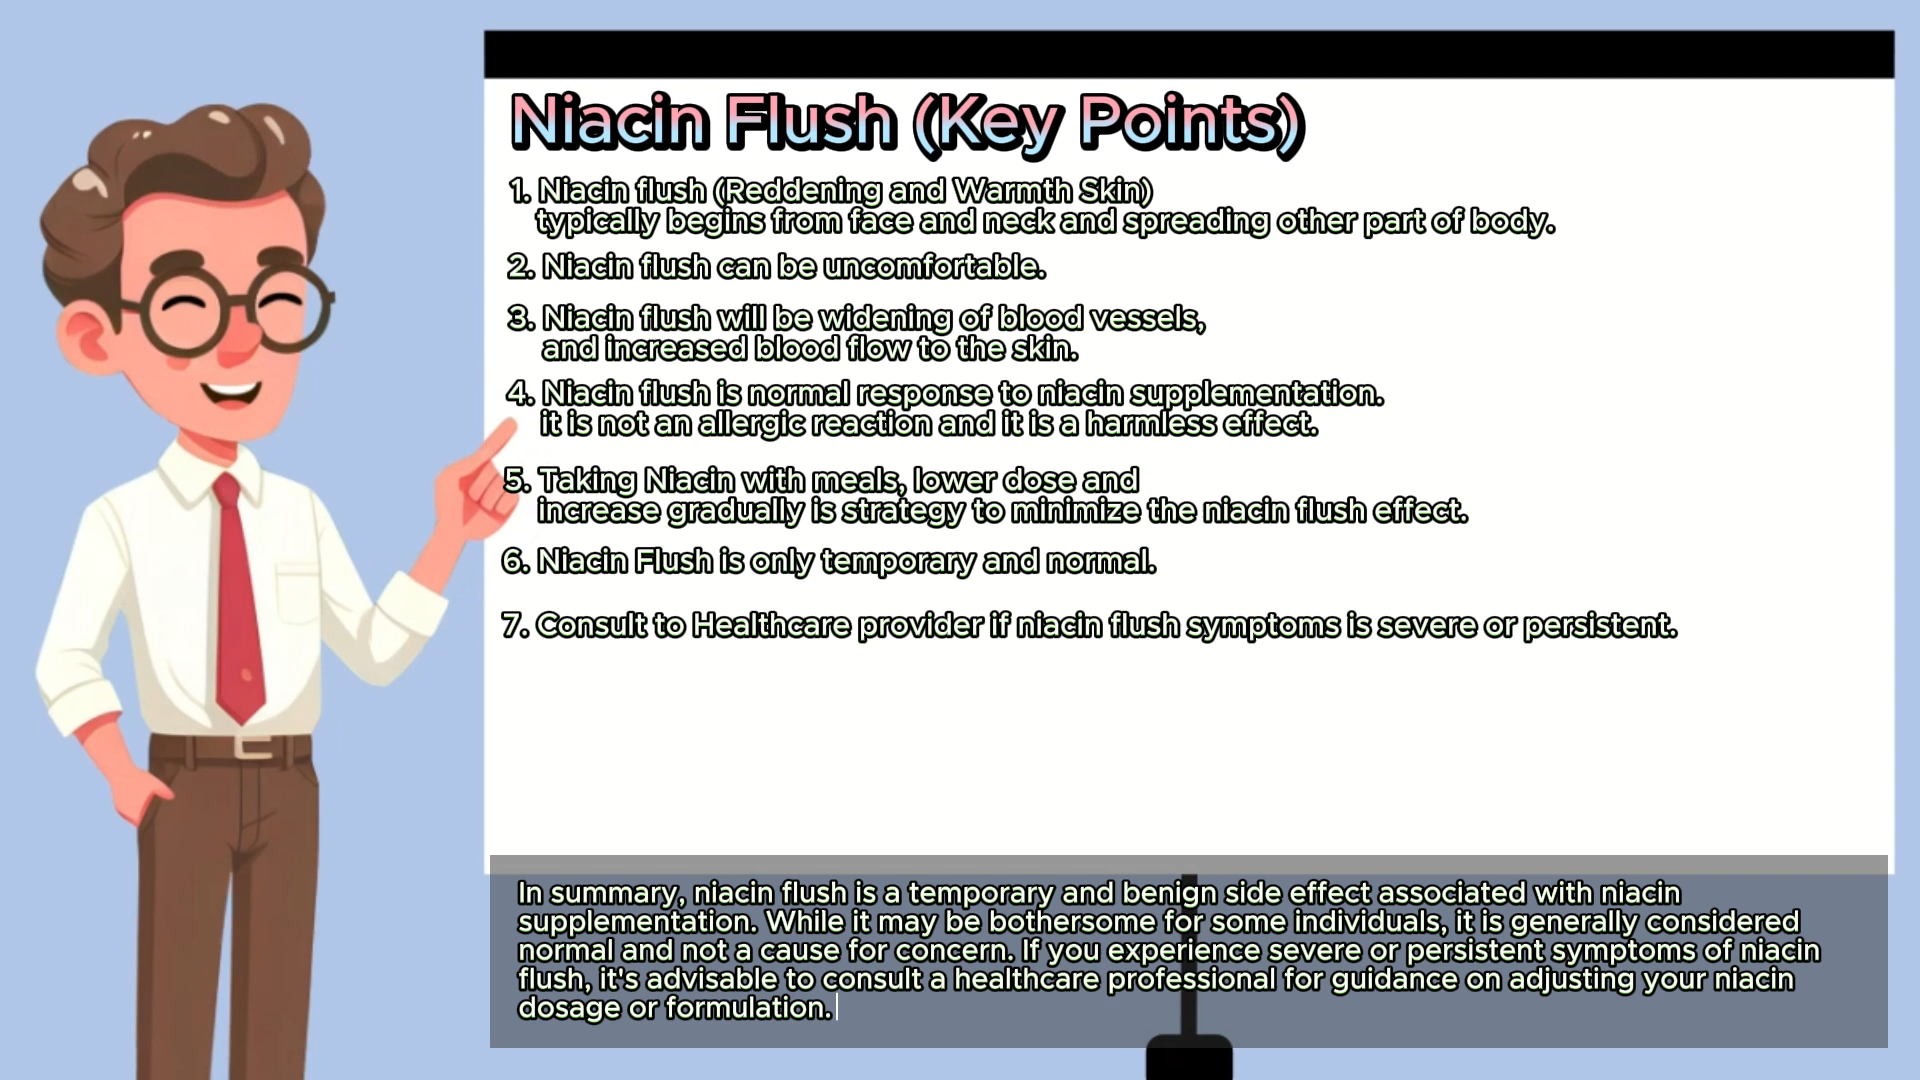 Niacin Flush (Key Points)
1. Niacin flush (Reddening and Warmth Skin)
typically begins from face and neck and spreading other part of body.
2. Niacin flush can be uncomfortable.
3. Niacin flush will be widening of blood vessels,
and increased blood flow to the skin.
4. Niacin flush is normal response to niacin supplementation.
it is not an allergic reaction and it is a harmless effect.
5. Taking Niacin with meals, lower dose and
increase gradually is strategy to minimize the niacin flush effect.
6. Niacin Flush is only temporary and normal.
7. Consult to Healthcare provider if niacin flush symptoms is severe or persistent.
In summary, niacin flush is a temporary and benign side effect associated with niacin
supplementation. While it may be bothersome for some individuals, it is generally considered
normal and not a cause for concern. If you experience severe or persistent symptoms of niacin
flush, it's advisable to consult a healthcare professional for guidance on adjusting your niacin
dosage or formulation.